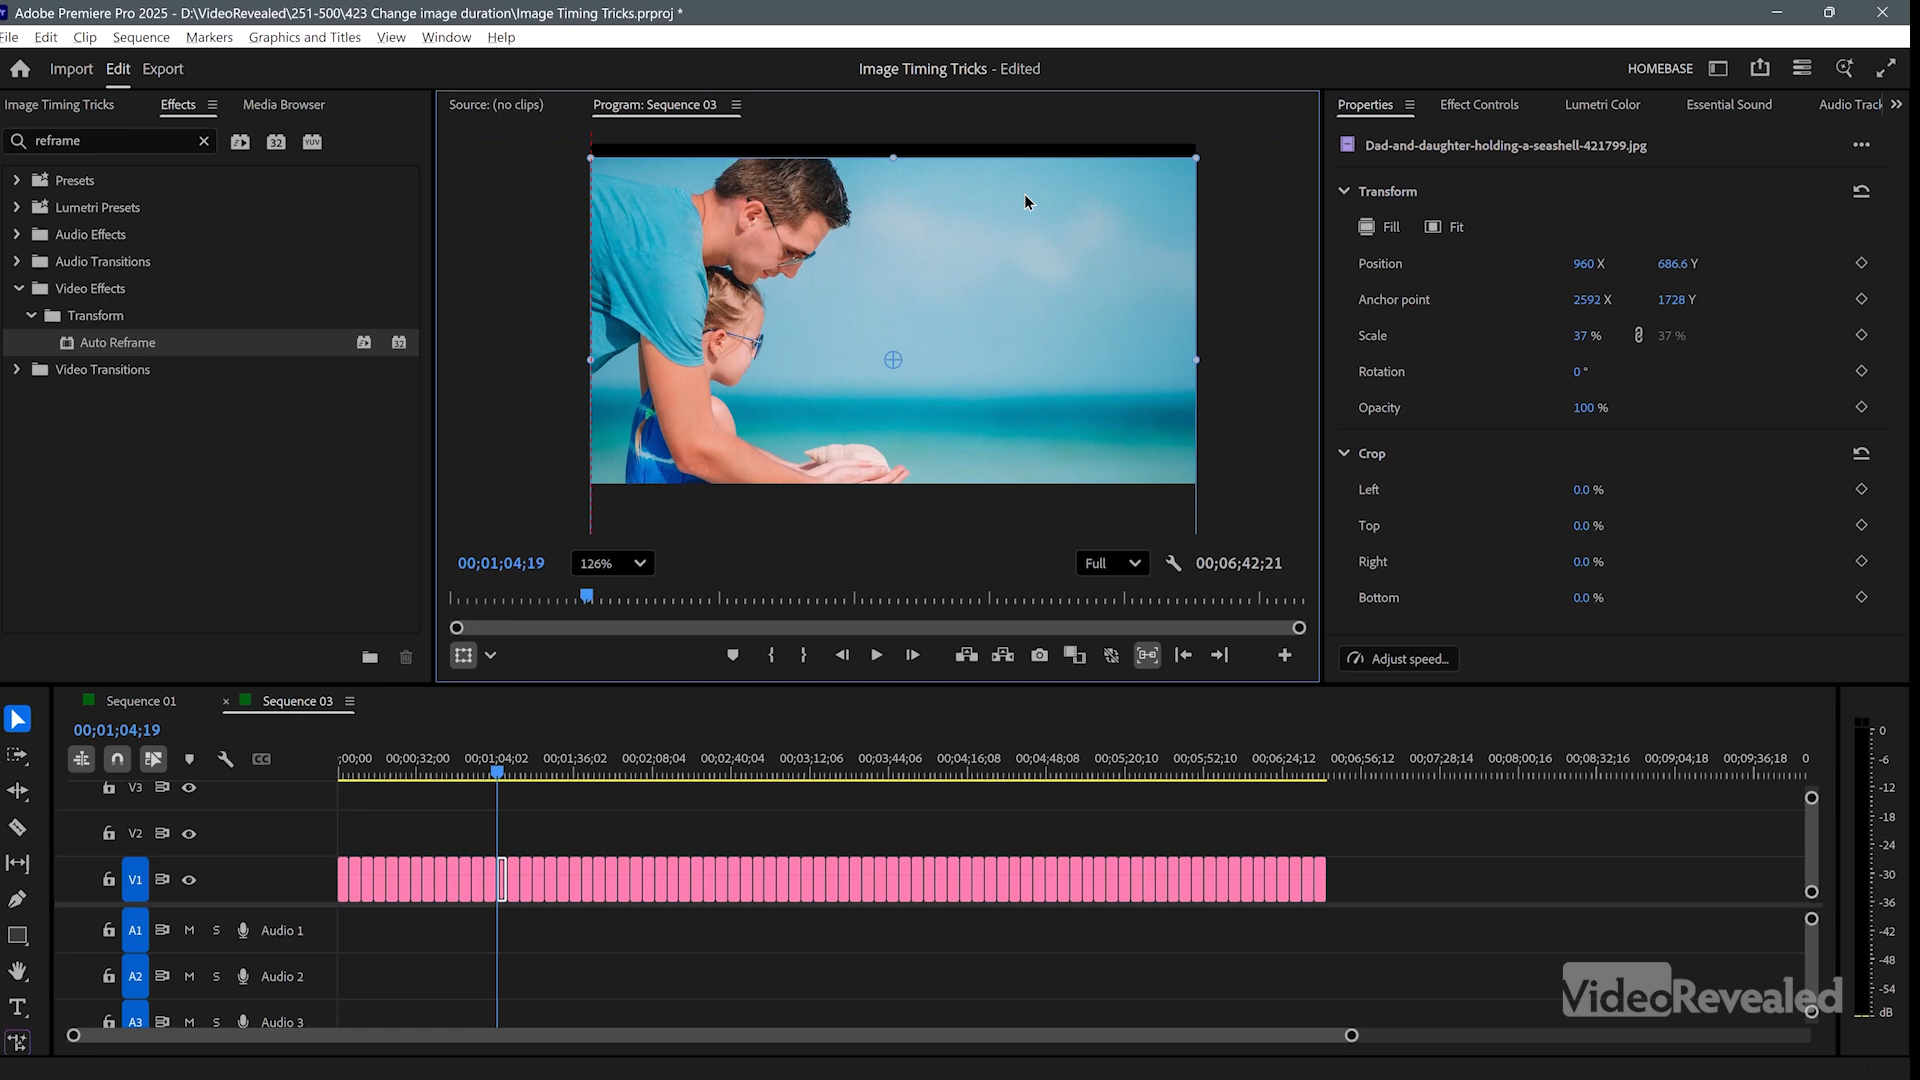 Adobe Premiere Pro 2025 - D:\VideoRevealed\251-500\423 Change image duration\Image Timing Tricks.prproj *
File Edit Clip Sequence Markers Graphics and Titles View Window Help
Import Edit Export
Image Timing Tricks - Edited
HOMEBASE
Image Timing Tricks Effects Media Browser
Source: (no clips) Program: Sequence 03
Properties Effect Controls Lumetri Color Essential Sound Audio Track
reframe
32 YUV
Presets
Lumetri Presets
Audio Effects
Audio Transitions
Video Effects
Transform
Auto Reframe 32
Video Transitions
Dad-and-daughter-holding-a-seashell-421799.jpg
Transform
Fill Fit
Position 960 X 686.6 Y
Anchor point 2592 X 1728 Y
Scale 37 % 37 %
Rotation 0 °
Opacity 100 %
Crop
Left 0.0 %
Top 0.0 %
Right 0.0 %
Bottom 0.0 %
Adjust speed...
00;01;04;19 126% Full 00;06;42;21
Sequence 01 × Sequence 03
00;01;04;19
CC
;00;00 00;00;32;00 00;01;04;02 00;01;36;02 00;02;08;04 00;02;40;04 00;03;12;06 00;03;44;06 00;04;16;08 00;04;48;08 00;05;20;10 00;05;52;10 00;06;24;12 00;06;56;12 00;07;28;14 00;08;00;16 00;08;32;16 00;09;04;18 00;09;36;18 0
V3
V2
V1
A1 M S Audio 1
A2 M S Audio 2
A3 M S Audio 3
0
-6
-12
-18
-24
-30
-36
-42
-48
-54
dB
VideoRevealed